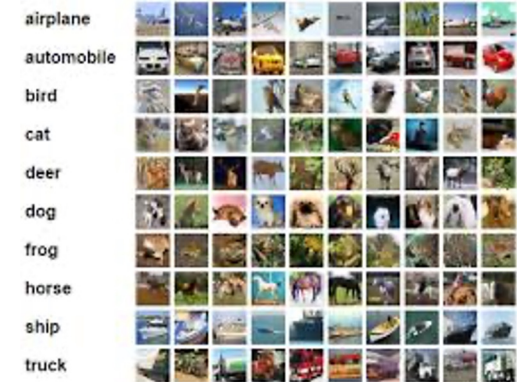 airplane
automobile
bird
cat
deer
dog
frog
horse
ship
truck